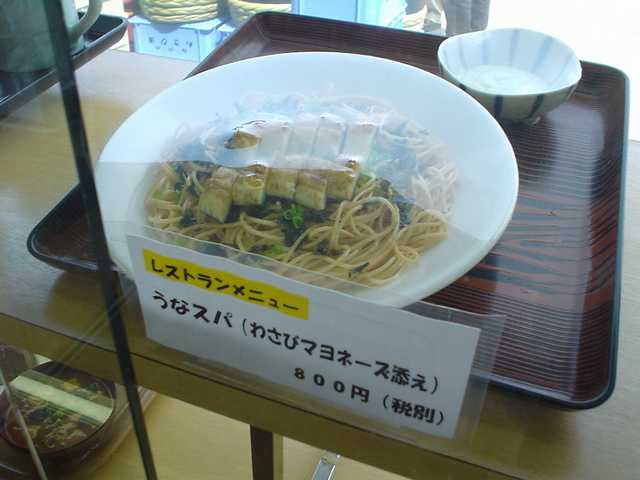 レストランメニュー
うなスパ（わさびマヨネーズ添え）
８００円（税別）